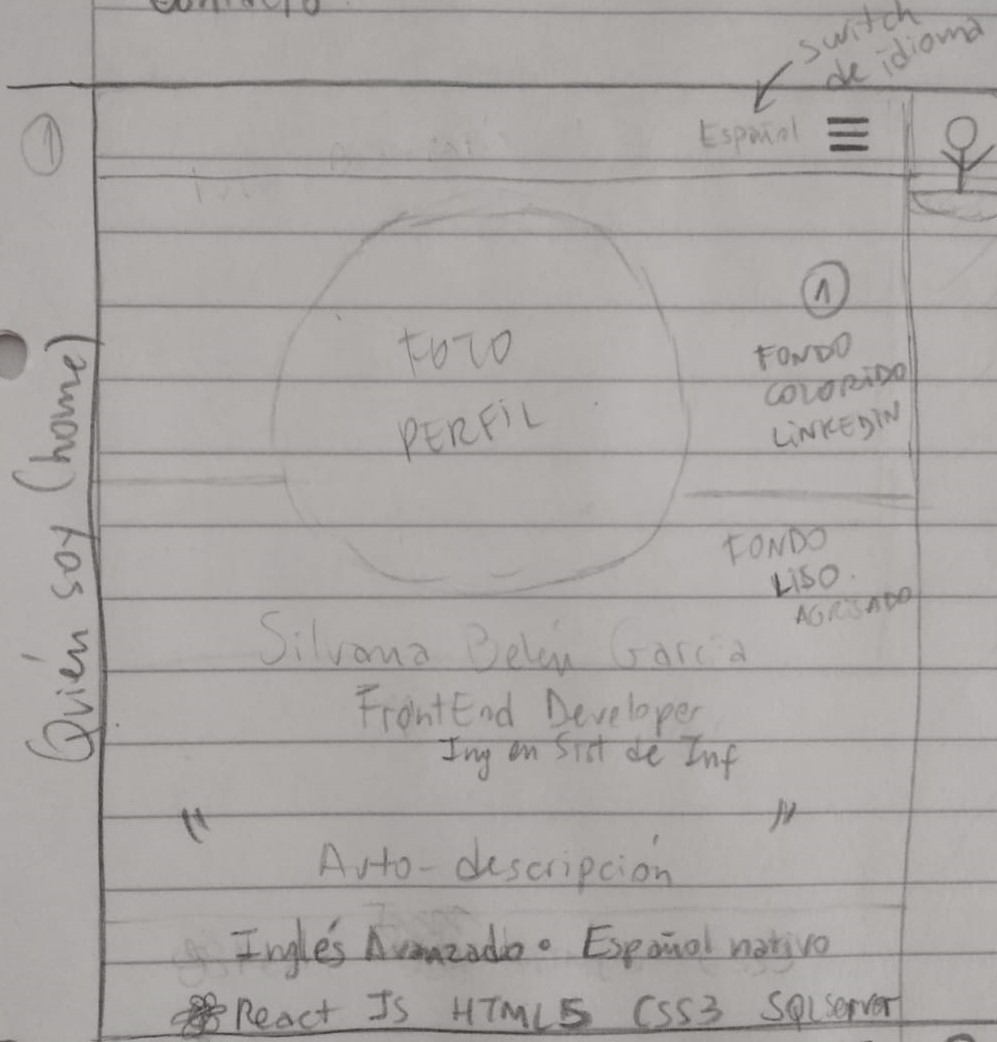 Contacto
switch
de idioma
1
Español
Quién soy (home)
FOTO
PERFIL
1
FONDO
COLORIDO
LINKEDIN
FONDO
LISO
AGRISADO
Silvana Belén García
FrontEnd Developer
Ing en Sist de Inf
" "
Auto-descripción
Inglés Avanzado • Español nativo
React JS HTML5 CSS3 SQLserver